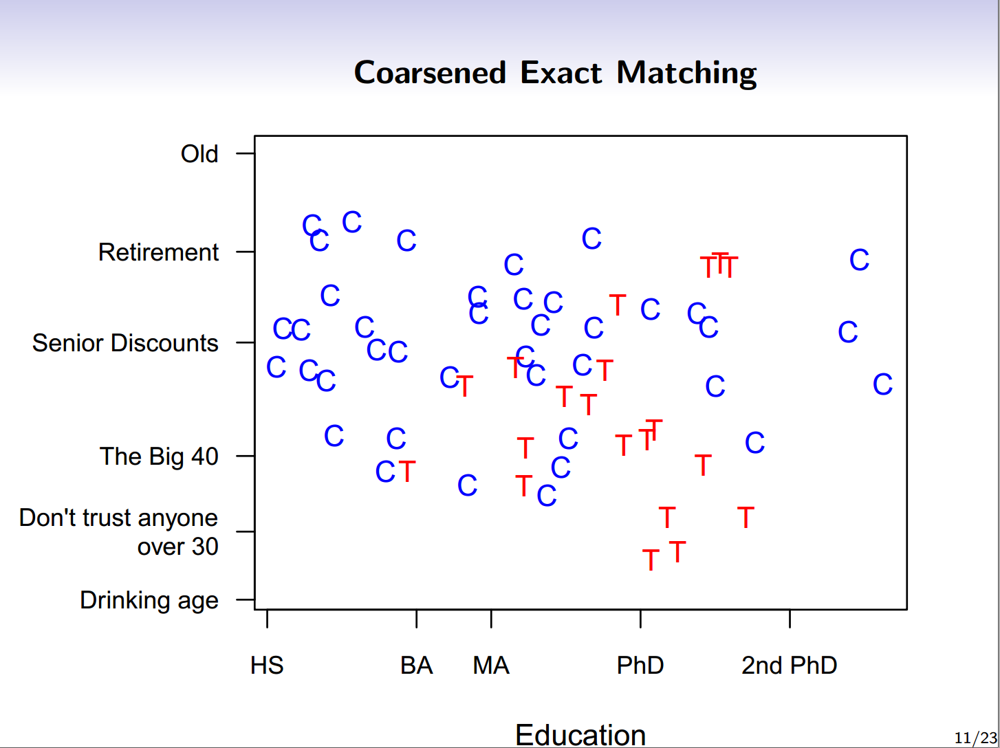 Coarsened Exact Matching
Old
C C
C C C
Retirement
C T T T C
C C C C T C
C C C
C C C C C C C
Senior Discounts
C C C
C C C T C C T
C C T C C
T T
C C T C T T T C
The Big 40
C T C T
C T C
Don't trust anyone
T T
over 30
T T
Drinking age
HS BA MA PhD 2nd PhD
Education
11/23